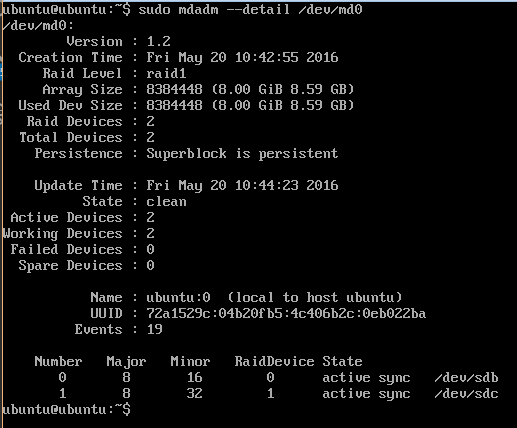 ubuntu@ubuntu:~$ sudo mdadm --detail /dev/md0
/dev/md0:
Version : 1.2
Creation Time : Fri May 20 10:42:55 2016
Raid Level : raid1
Array Size : 8384448 (8.00 GiB 8.59 GB)
Used Dev Size : 8384448 (8.00 GiB 8.59 GB)
Raid Devices : 2
Total Devices : 2
Persistence : Superblock is persistent
Update Time : Fri May 20 10:44:23 2016
State : clean
Active Devices : 2
Working Devices : 2
Failed Devices : 0
Spare Devices : 0
Name : ubuntu:0 (local to host ubuntu)
UUID : 72a1529c:04b20fb5:4c406b2c:0eb022ba
Events : 19
Number Major Minor RaidDevice State
0 8 16 0 active sync /dev/sdb
1 8 32 1 active sync /dev/sdc
ubuntu@ubuntu:~$